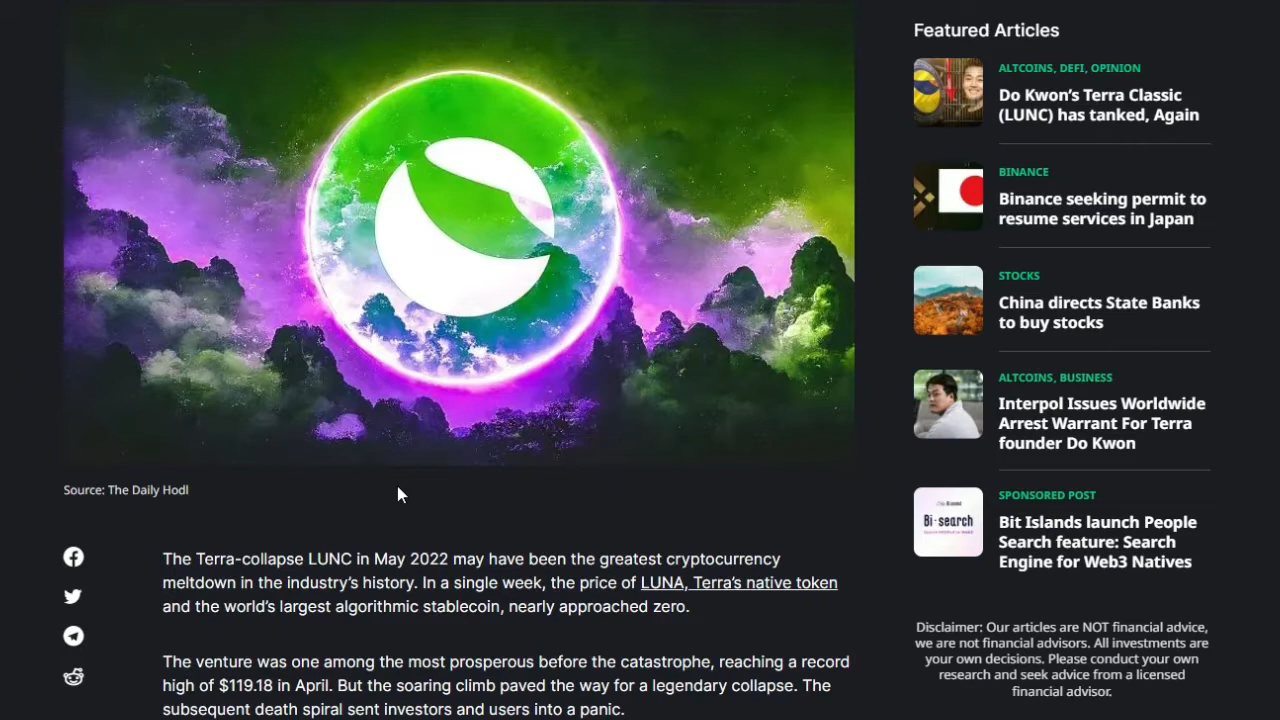 Source: The Daily Hodl
The Terra-collapse LUNC in May 2022 may have been the greatest cryptocurrency
meltdown in the industry's history. In a single week, the price of LUNA, Terra's native token
and the world's largest algorithmic stablecoin, nearly approached zero.
The venture was one among the most prosperous before the catastrophe, reaching a record
high of $119.18 in April. But the soaring climb paved the way for a legendary collapse. The
subsequent death spiral sent investors and users into a panic.
Featured Articles
ALTCOINS, DEFI, OPINION
Do Kwon's Terra Classic
(LUNC) has tanked, Again
BINANCE
Binance seeking permit to
resume services in Japan
STOCKS
China directs State Banks
to buy stocks
ALTCOINS, BUSINESS
Interpol Issues Worldwide
Arrest Warrant For Terra
founder Do Kwon
Bi·search
SPONSORED POST
Bit Islands launch People
Search feature: Search
Engine for Web3 Natives
Disclaimer: Our articles are NOT financial advice,
we are not financial advisors. All investments are
your own decisions. Please conduct your own
research and seek advice from a licensed
financial advisor.